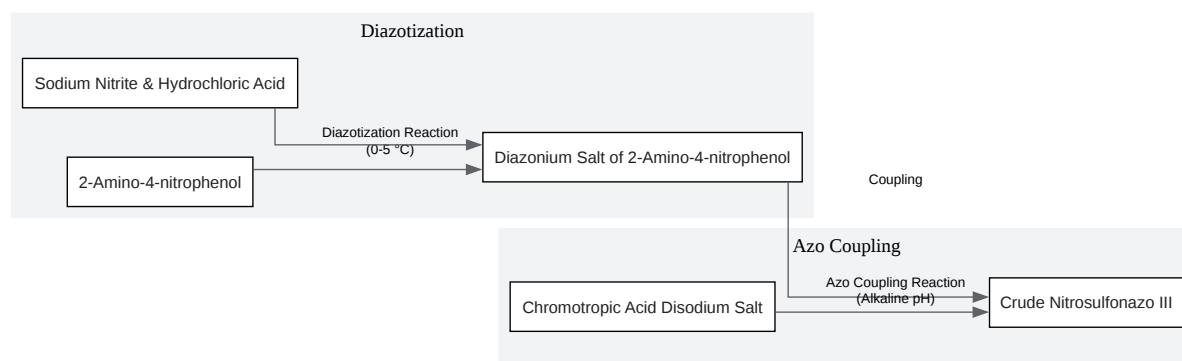 Diazotization
Sodium Nitrite & Hydrochloric Acid
Diazotization Reaction
(0-5 °C)
Diazonium Salt of 2-Amino-4-nitrophenol
2-Amino-4-nitrophenol
Coupling
Azo Coupling
Azo Coupling Reaction
(Alkaline pH)
Chromotropic Acid Disodium Salt
Crude Nitrosulfonazo III